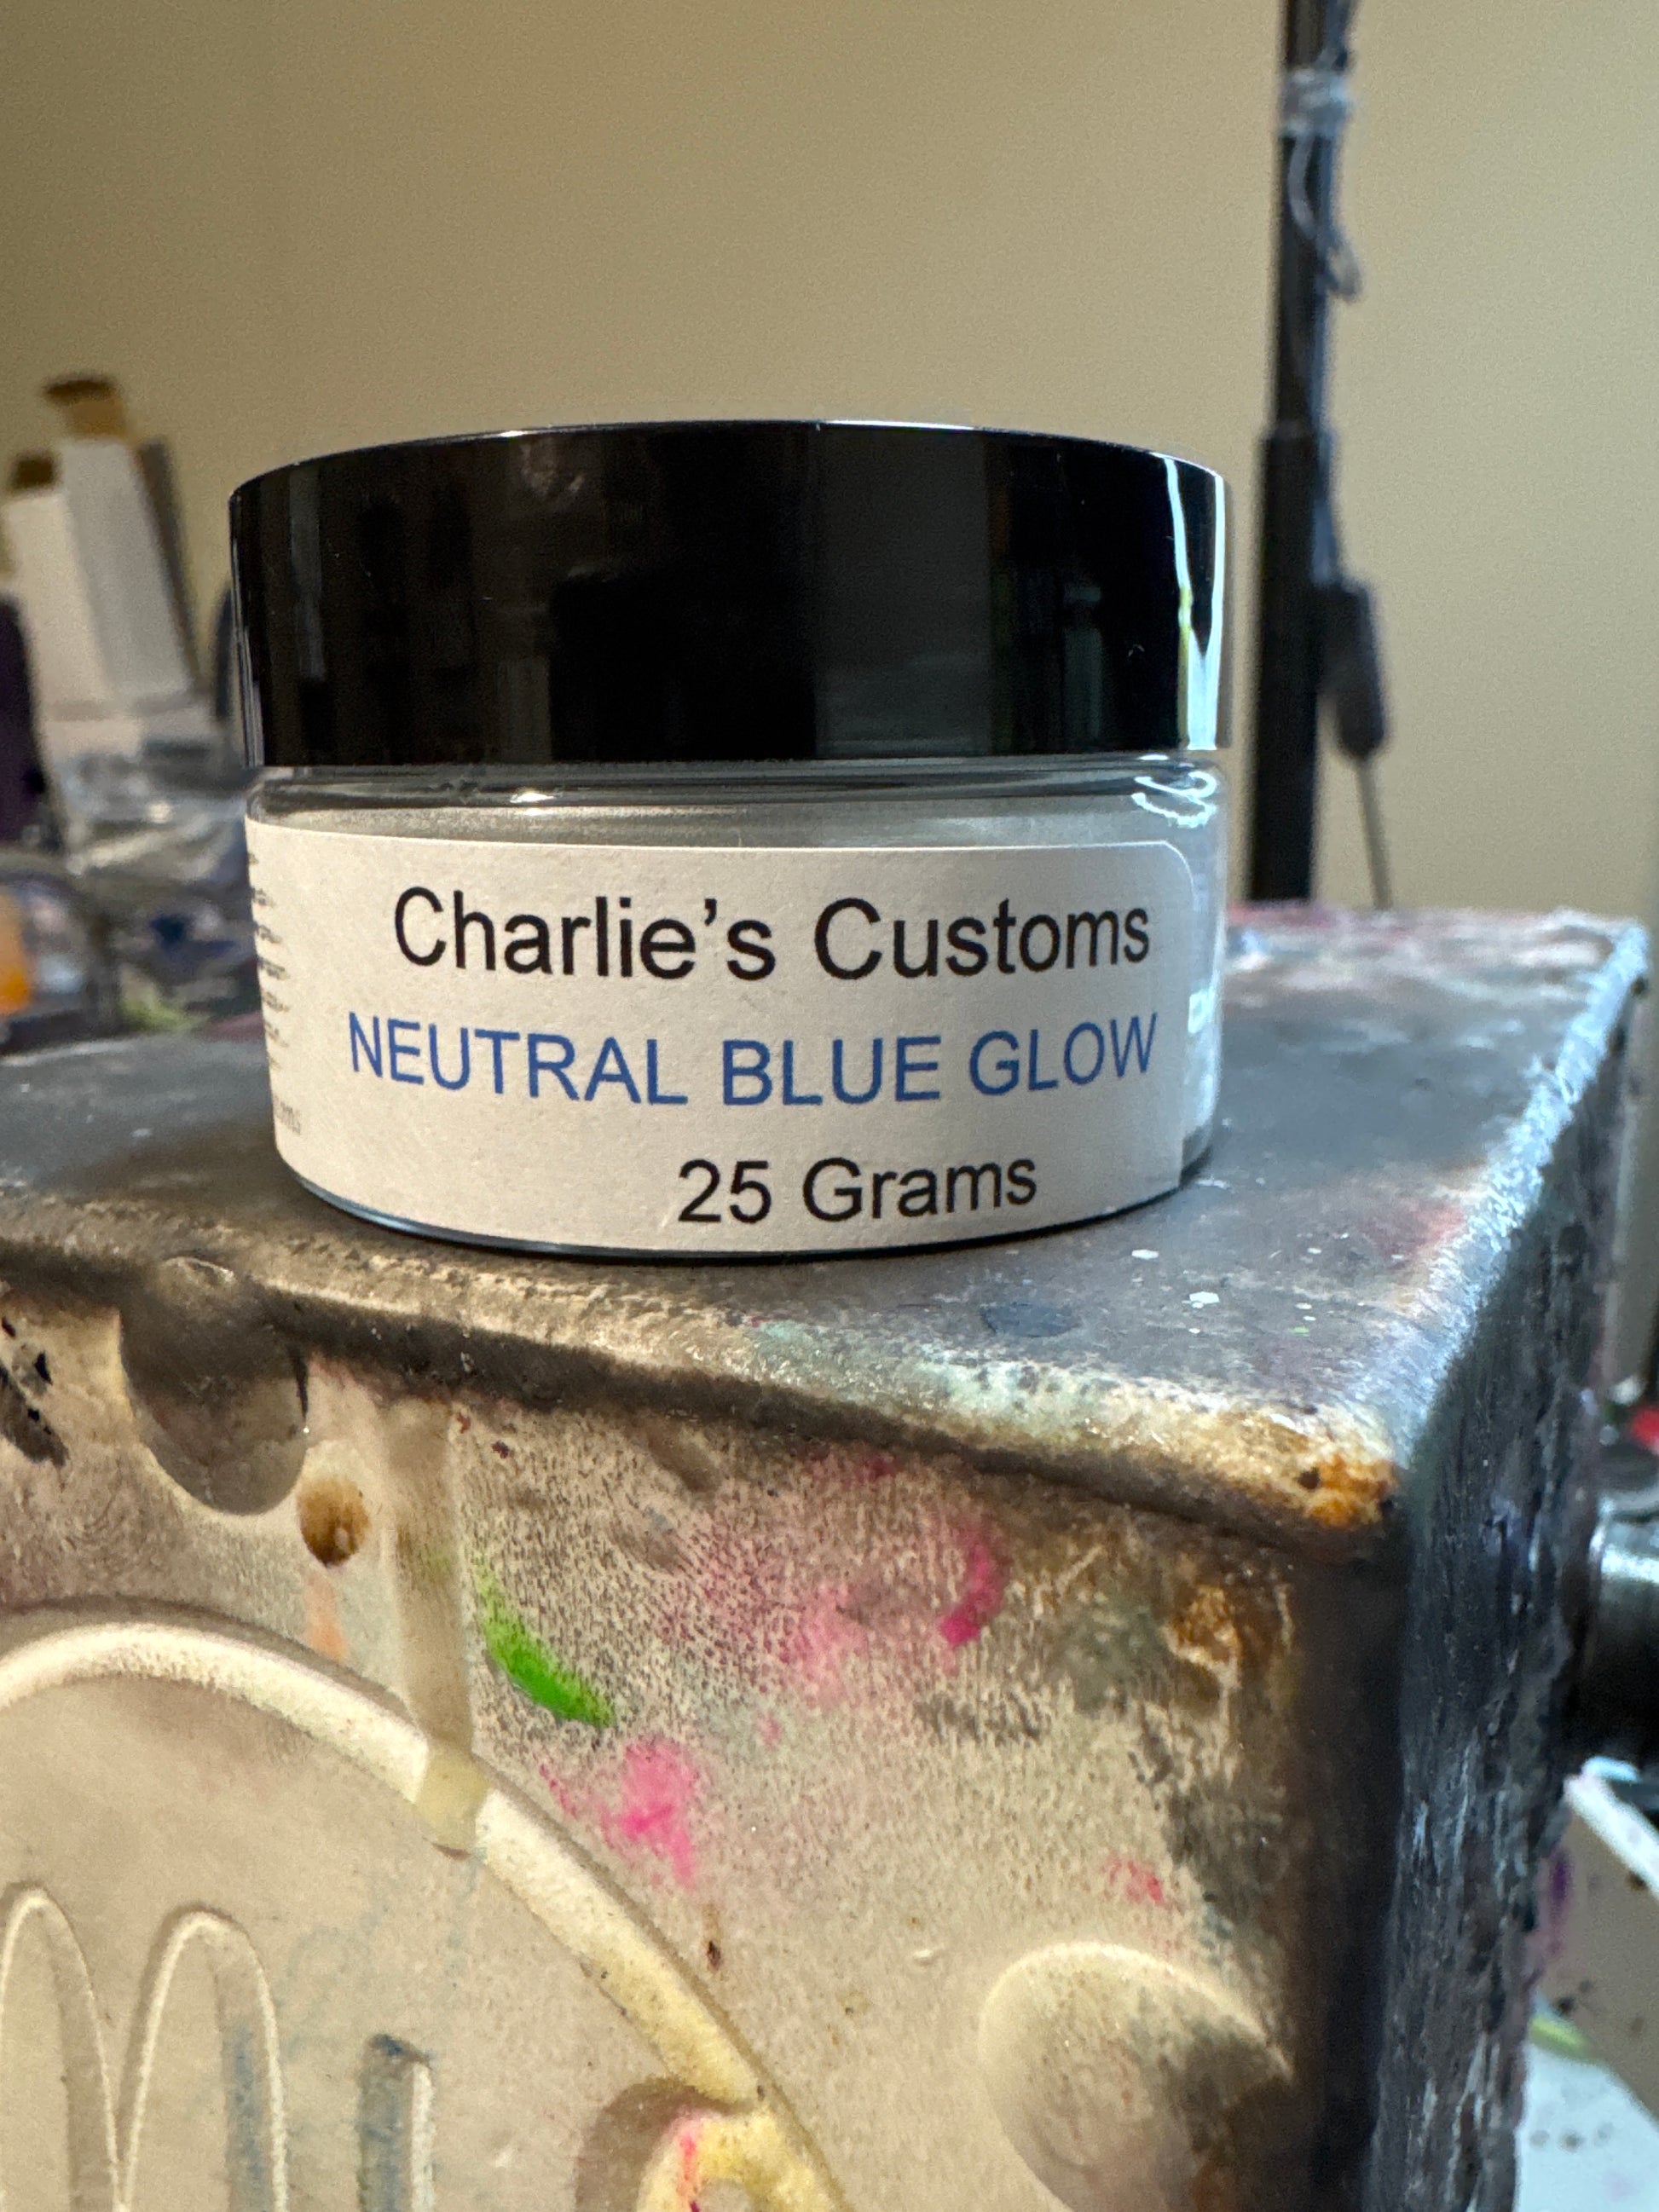 Charlie’s Customs
NEUTRAL BLUE GLOW
25 Grams